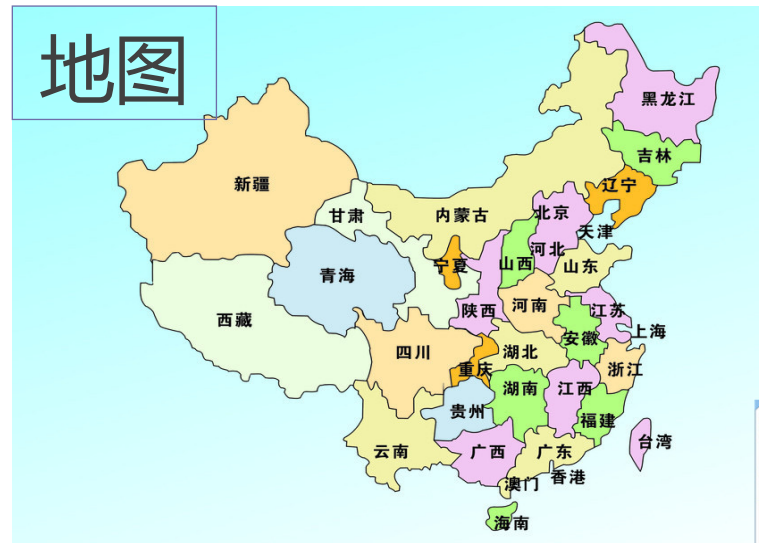 地图
黑龙江
吉林
辽宁
新疆
甘肃
内蒙古
北京
天津
河北
宁夏
山西
山东
青海
陕西
河南
江苏
西藏
上海
安徽
四川
湖北
重庆
浙江
湖南
江西
贵州
福建
云南
广西
广东
台湾
香港
澳门
海南